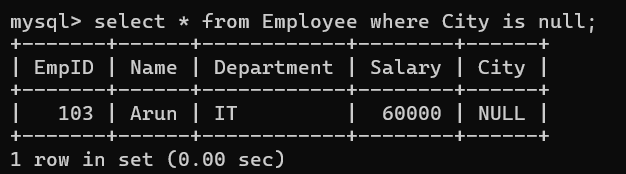 mysql> select * from Employee where City is null;
+-------+------+------------+--------+------+
| EmpID | Name | Department | Salary | City |
+-------+------+------------+--------+------+
|   103 | Arun | IT         |  60000 | NULL |
+-------+------+------------+--------+------+
1 row in set (0.00 sec)